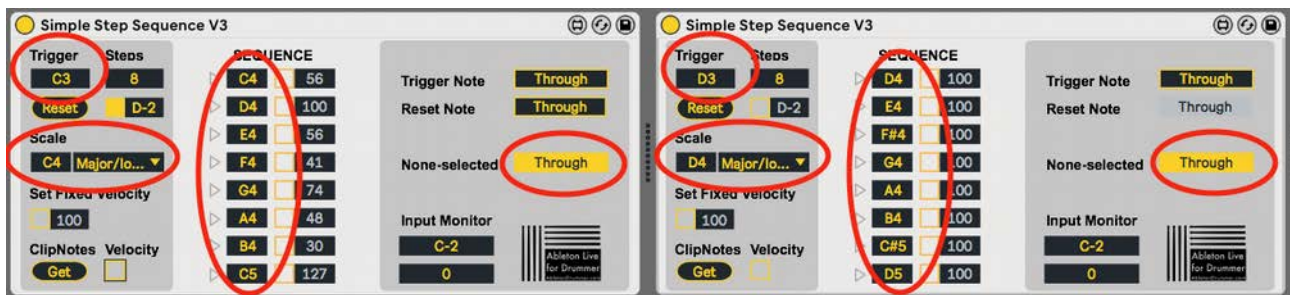 Simple Step Sequence V3
Trigger Steps SEQUENCE
C3 8 C4 56
Trigger Note Through
Reset D-2 D4 100
Reset Note Through
Scale E4 56
C4 Major/Io... F4 41
None-selected Through
Set Fixed Velocity G4 74
100 A4 48
Input Monitor
ClipNotes Velocity B4 30
C-2
Get C5 127
0
Ableton Live
for Drummer
Simple Step Sequence V3
Trigger Steps SEQUENCE
D3 8 D4 100
Trigger Note Through
Reset D-2 E4 100
Reset Note Through
Scale F#4 100
D4 Major/Io... G4 100
None-selected Through
Set Fixed Velocity A4 100
100 B4 100
Input Monitor
ClipNotes Velocity C#5 100
C-2
Get D5 100
0
Ableton Live
for Drummer